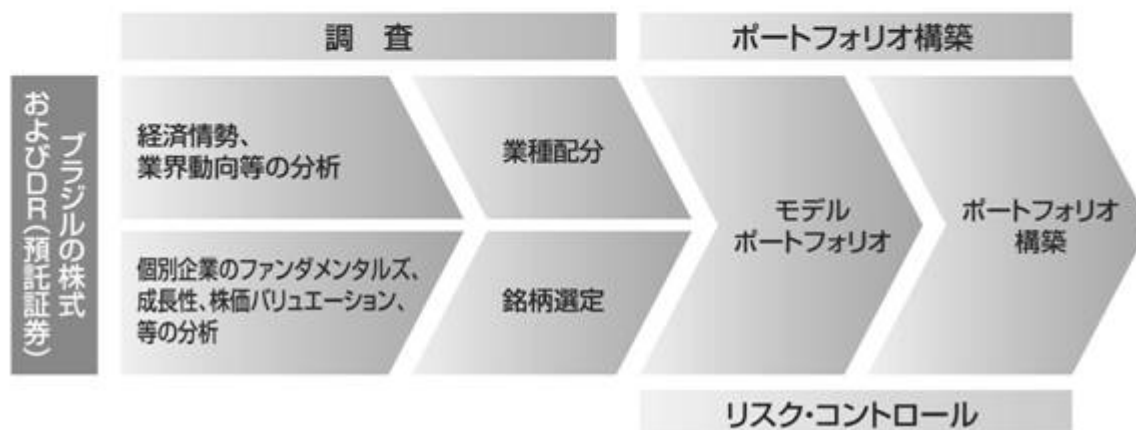 調 査
ポートフォリオ構築
ブラジルの株式
およびDR(預託証券)
経済情勢、
業界動向等の分析
業種配分
個別企業のファンダメンタルズ、
成長性、株価バリュエーション、
等の分析
銘柄選定
モデル
ポートフォリオ
ポートフォリオ
構築
リスク・コントロール